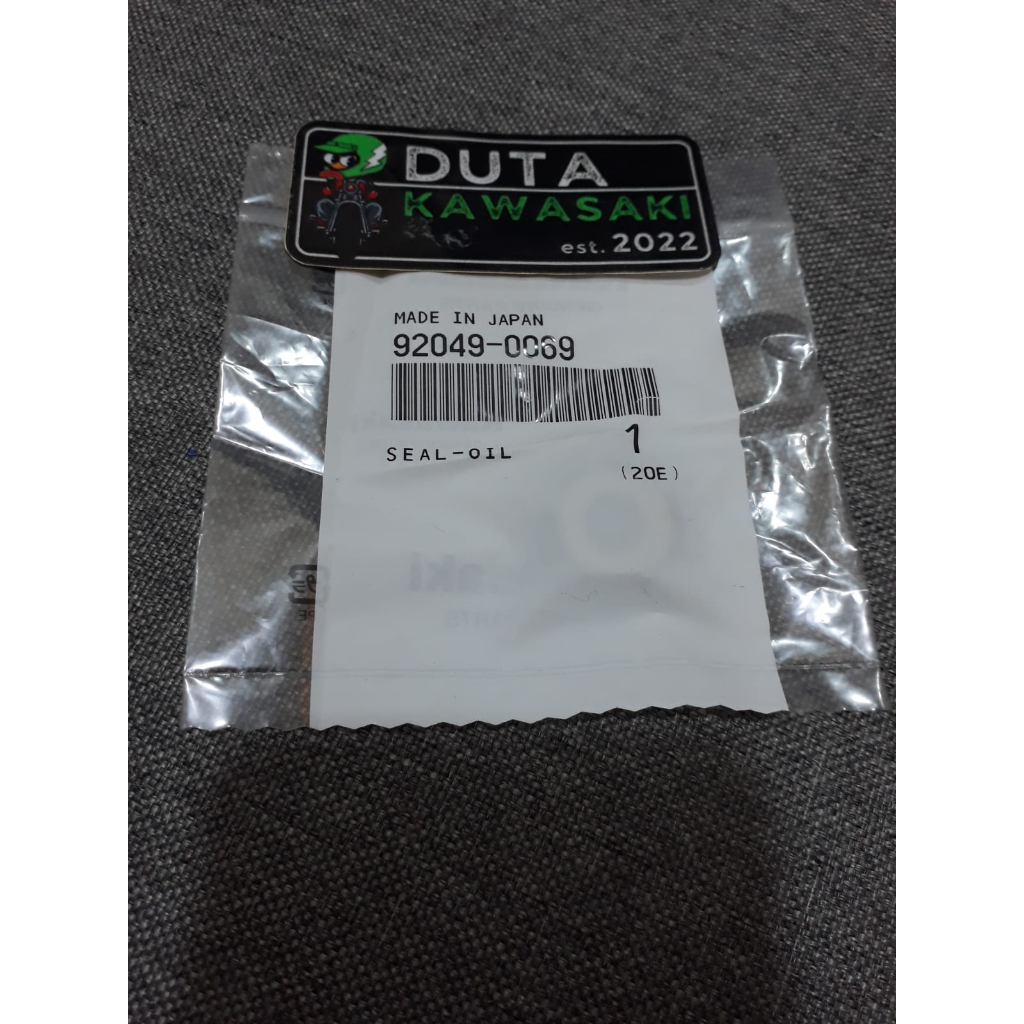 DUTA
KAWASAKI
est. 2022
MADE IN JAPAN
92049-0069
SEAL-OIL
1
(20E)